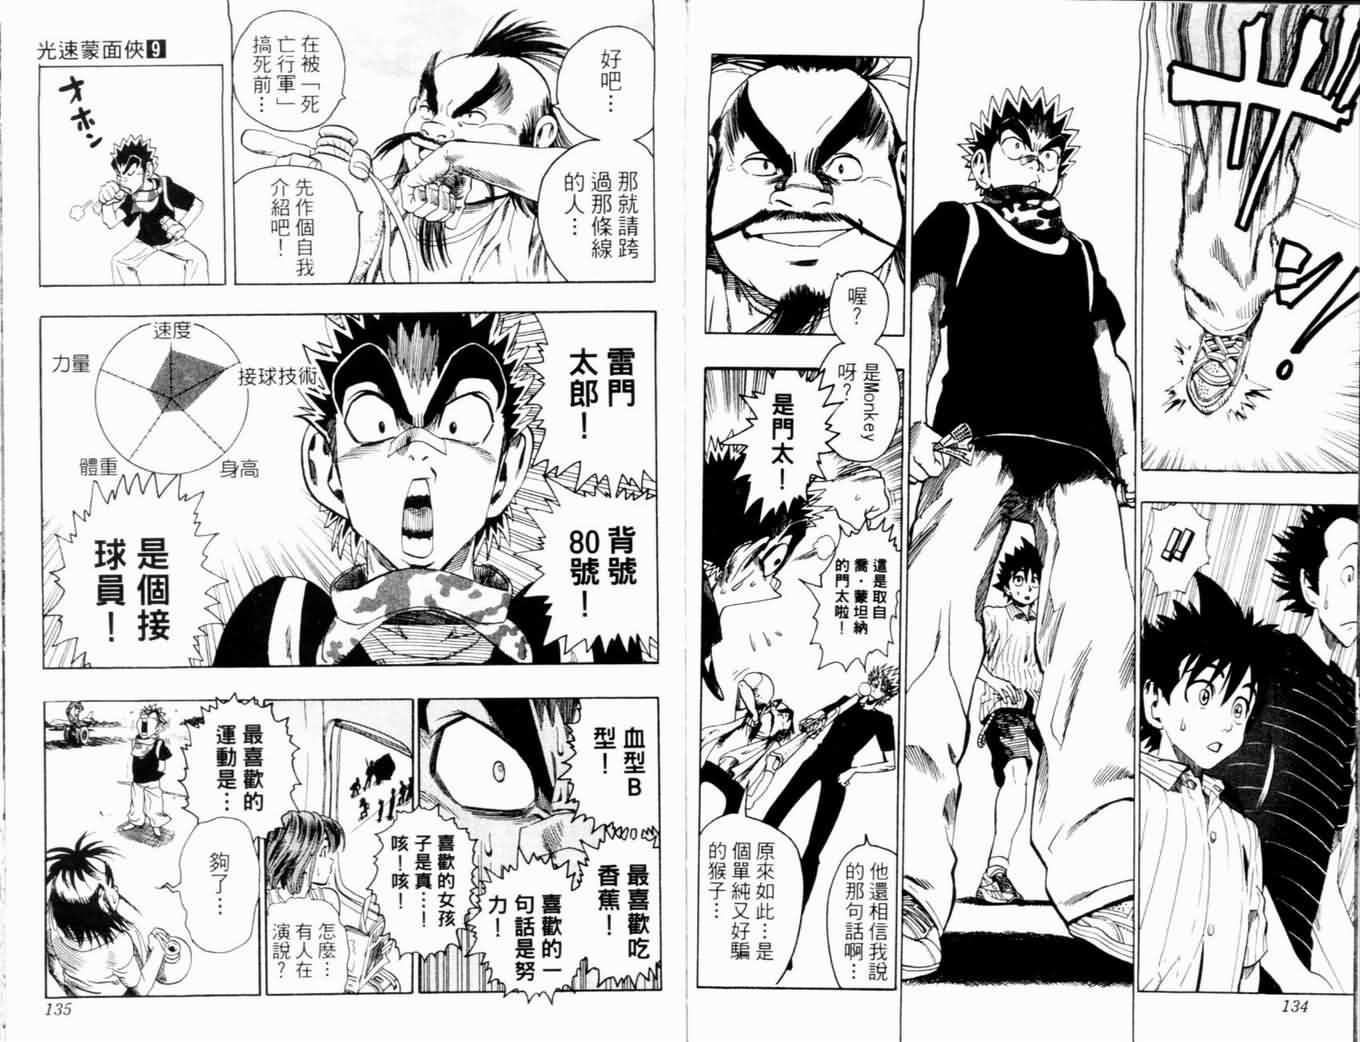 ザッ。
!!
喔?
是Monkey
呀?
是門太!
這是取自
喬・蒙坦納
的門太啦!
他還相信我說
的那句話啊…
原來如此…是
個單純又好騙
的猴子…
134
光速蒙面俠9
好吧…
那就請跨
過那條線
的人…
在被「死
亡行軍」
搞死前…
先作個自我
介紹吧!
オホン
雷門
太郎!
背號
80號!
是個接
球員!
速度
接球技術
身高
體重
力量
血型B
型!
最喜歡吃
香蕉!
喜歡的一
句話是努
力!
喜歡的女孩
子是真…!
咳!咳!
怎麼…
有人在
演說?
最喜歡的
運動是…
夠了…
135